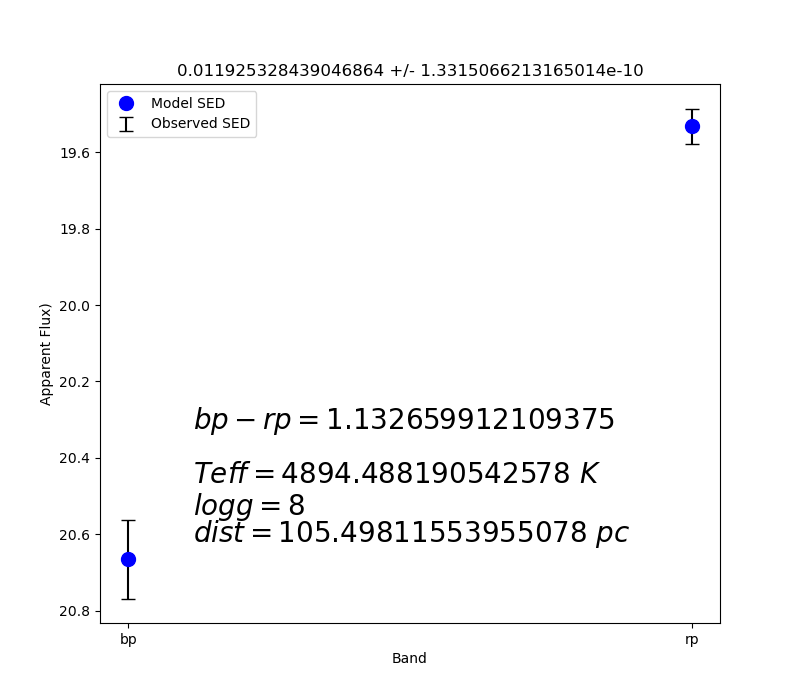 0.011925328439046864 +/- 1.3315066213165014e-10
Model SED
Observed SED
19.6
19.8
20.0
20.2
20.4
20.6
20.8
Apparent Flux)
bp − rp = 1.132659912109375
Teff = 4894.488190542578 K
logg = 8
dist = 105.49811553955078 pc
bp
rp
Band